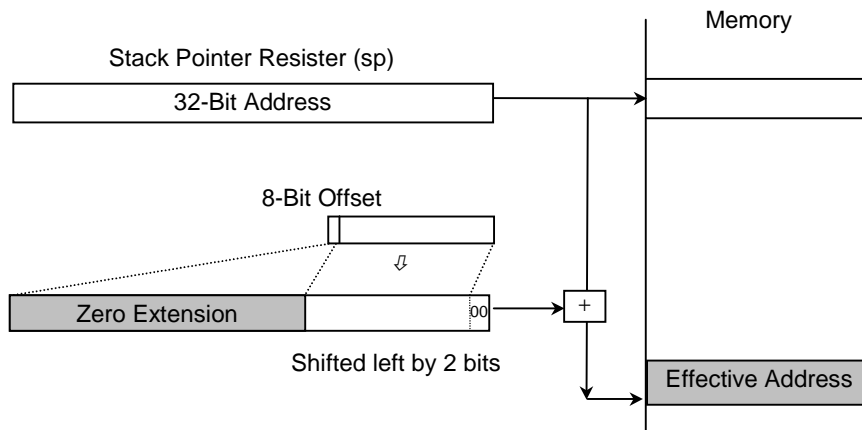 Memory
Stack Pointer Resister (sp)
32-Bit Address
8-Bit Offset
⇩
Zero Extension
00
+
Shifted left by 2 bits
Effective Address